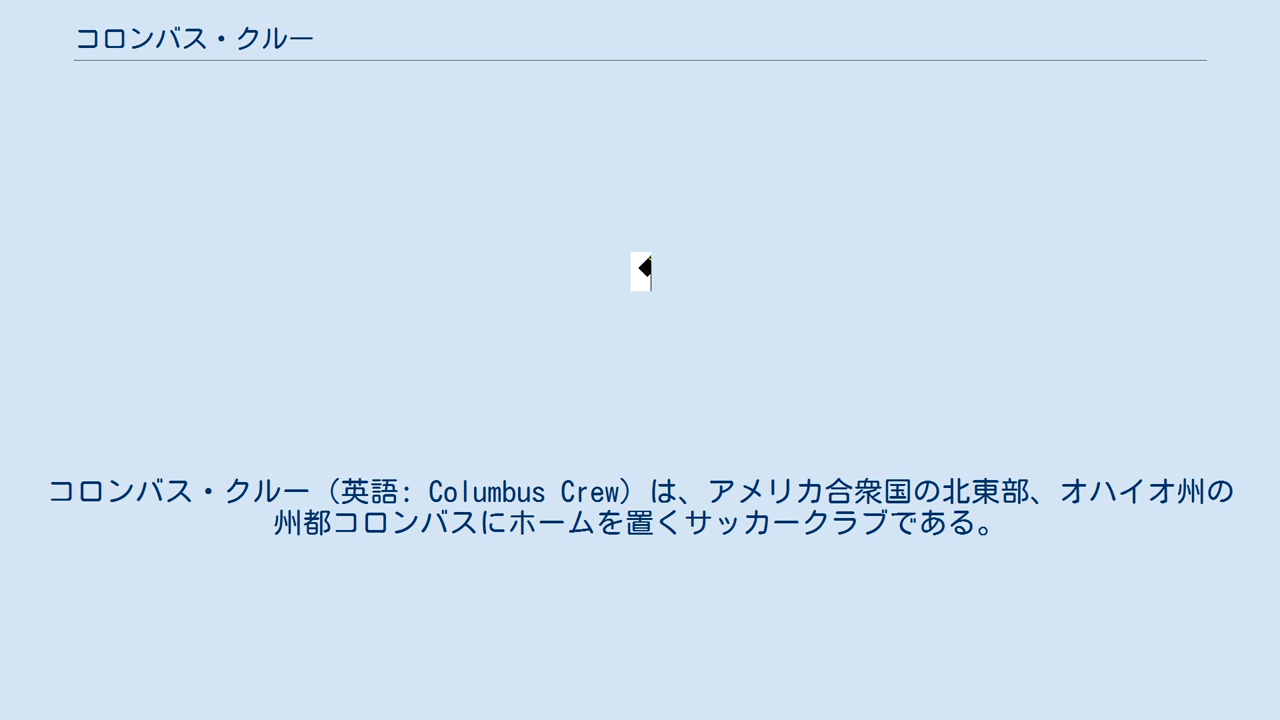 コロンバス・クルー
コロンバス・クルー（英語: Columbus Crew）は、アメリカ合衆国の北東部、オハイオ州の
州都コロンバスにホームを置くサッカークラブである。